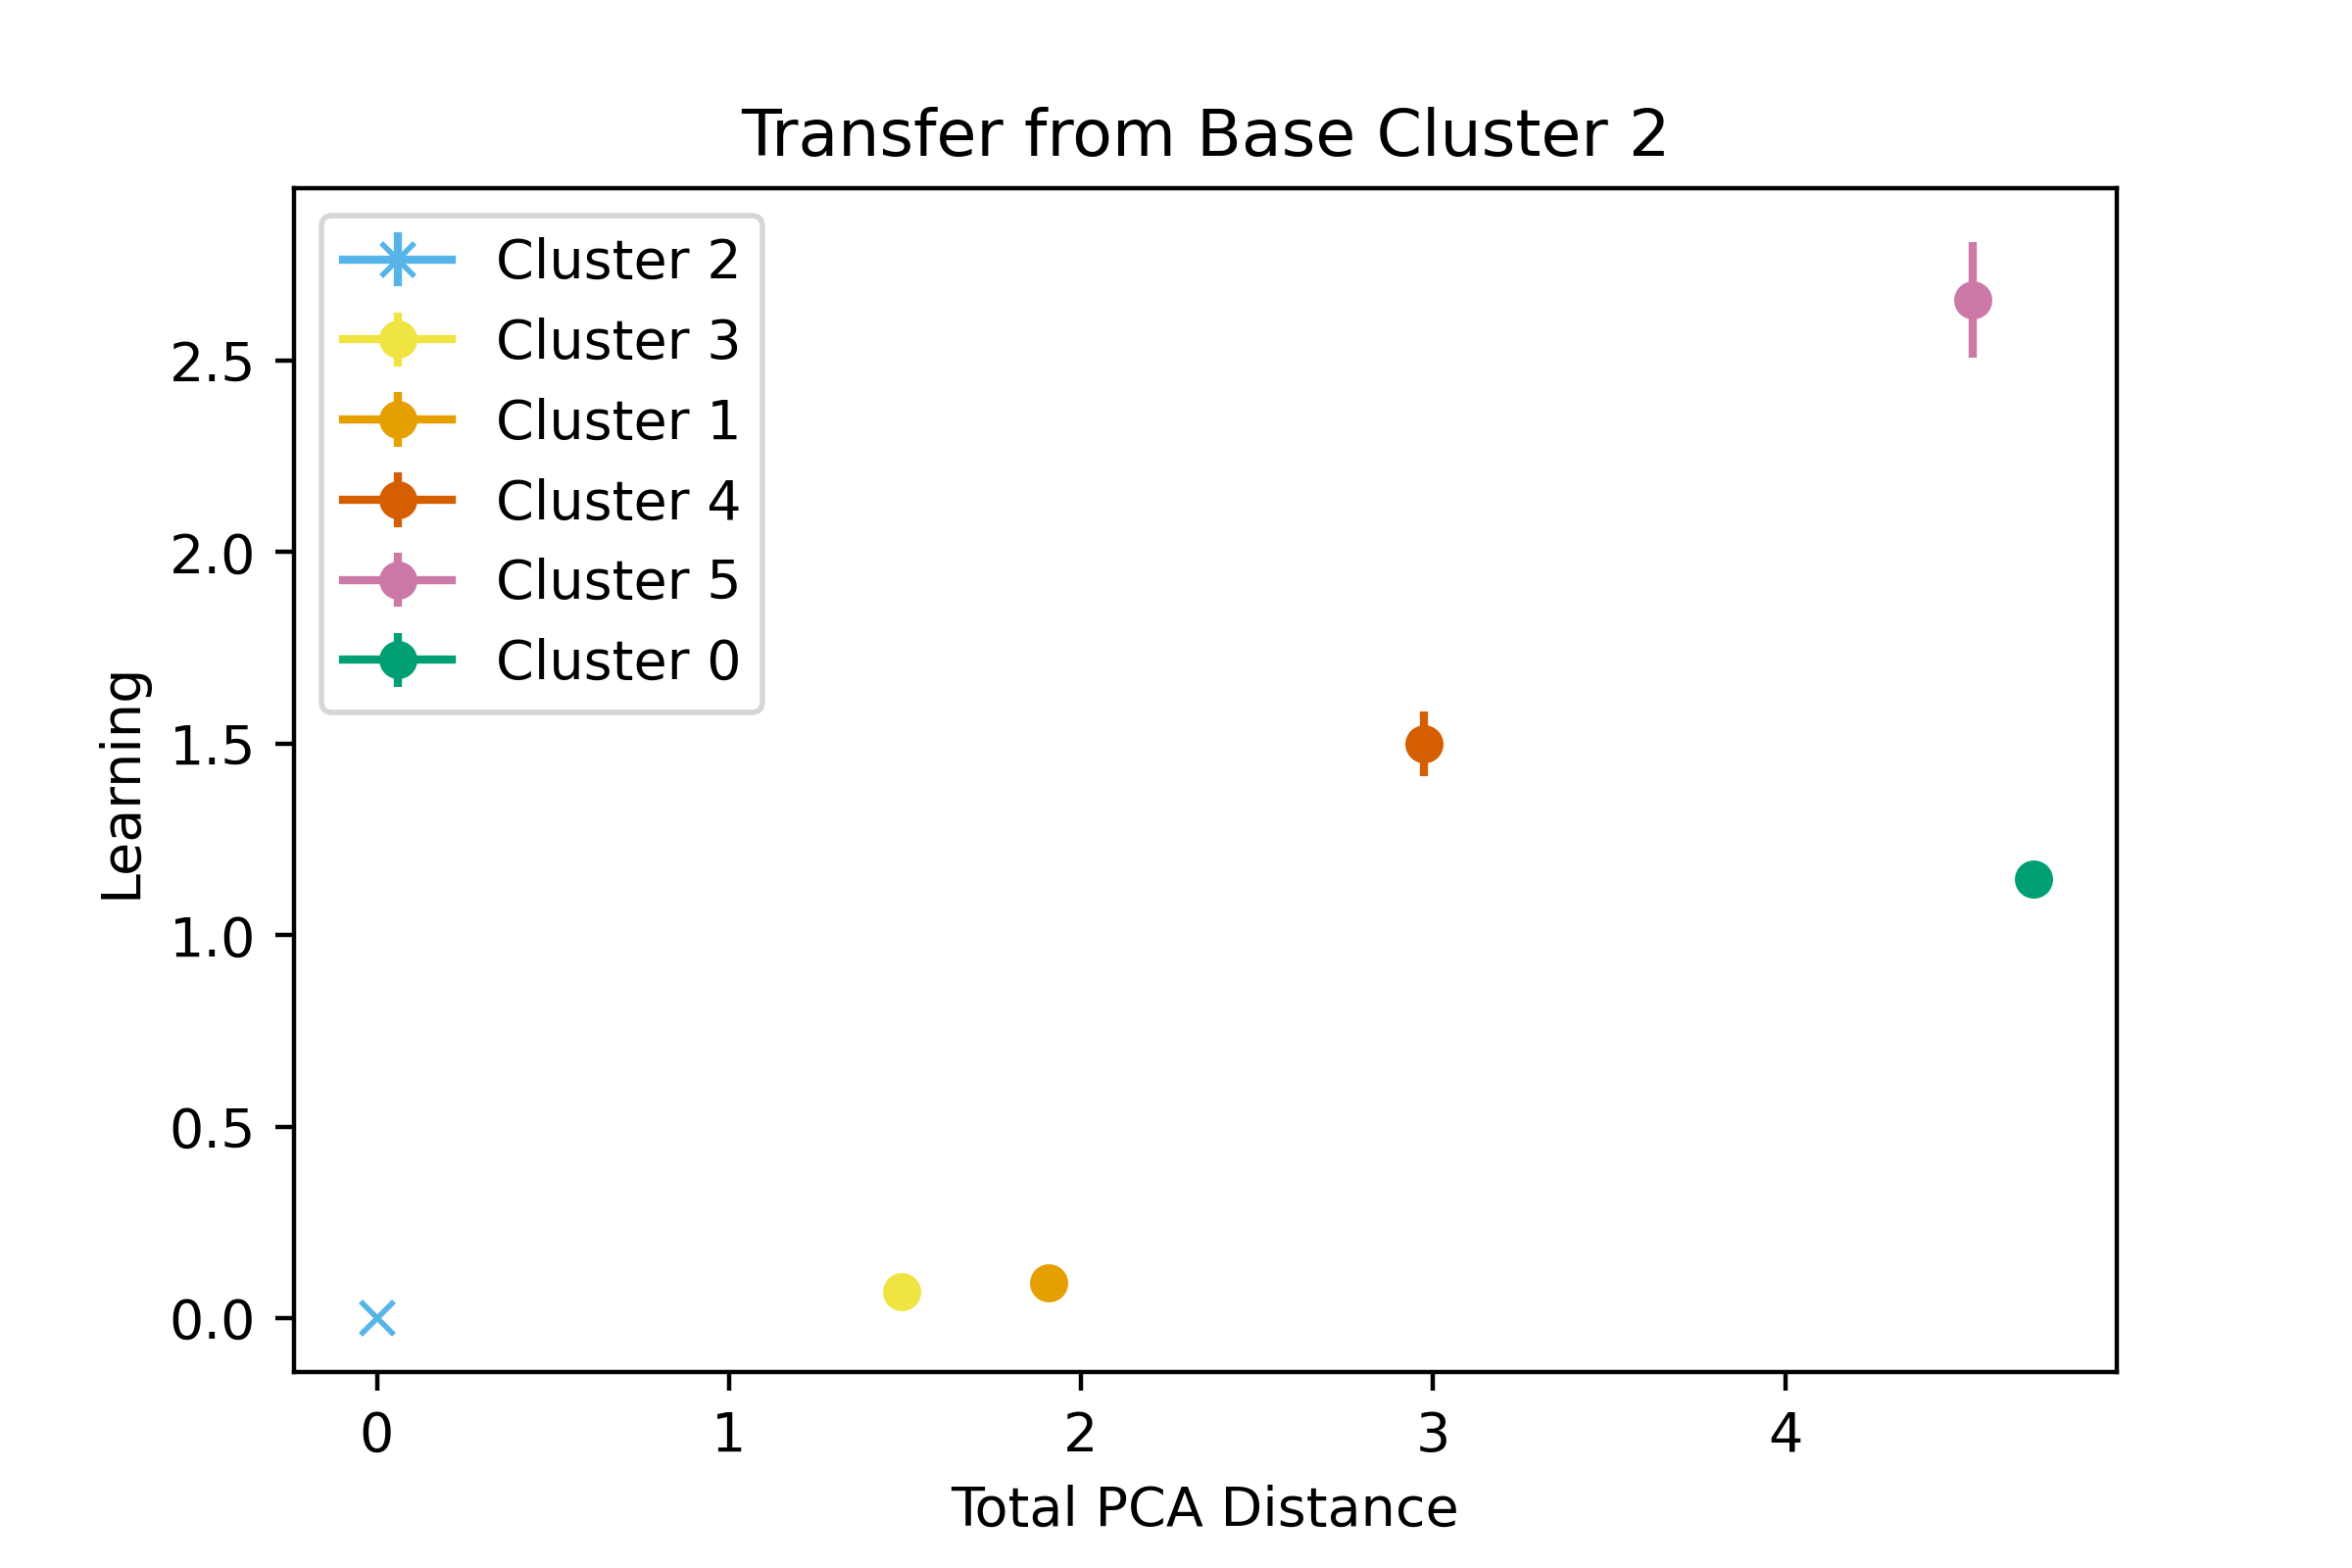 Transfer from Base Cluster 2
Cluster 2
Cluster 3
Cluster 1
Cluster 4
Cluster 5
Cluster 0
2.5
2.0
1.5
1.0
0.5
0.0
Learning
0 1 2 3 4
Total PCA Distance